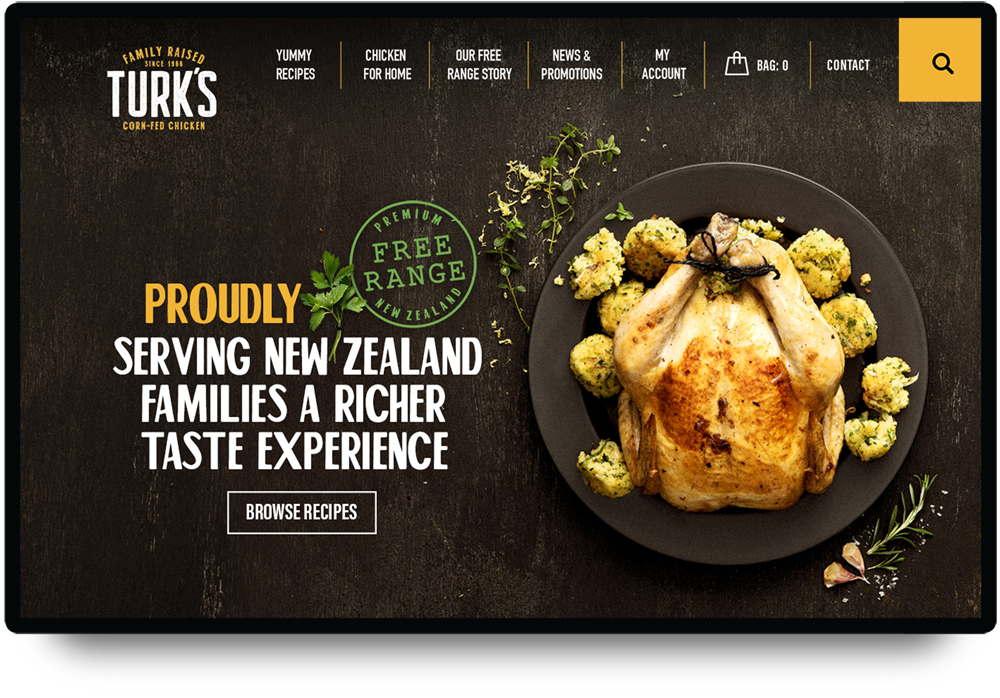 FAMILY RAISED
SINCE 1966
TURK'S
CORN-FED CHICKEN
YUMMY
RECIPES
CHICKEN
FOR HOME
OUR FREE
RANGE STORY
NEWS &
PROMOTIONS
MY
ACCOUNT
BAG: 0
CONTACT
PREMIUM
FREE
RANGE
NEW ZEALAND
PROUDLY
SERVING NEW ZEALAND
FAMILIES A RICHER
TASTE EXPERIENCE
BROWSE RECIPES